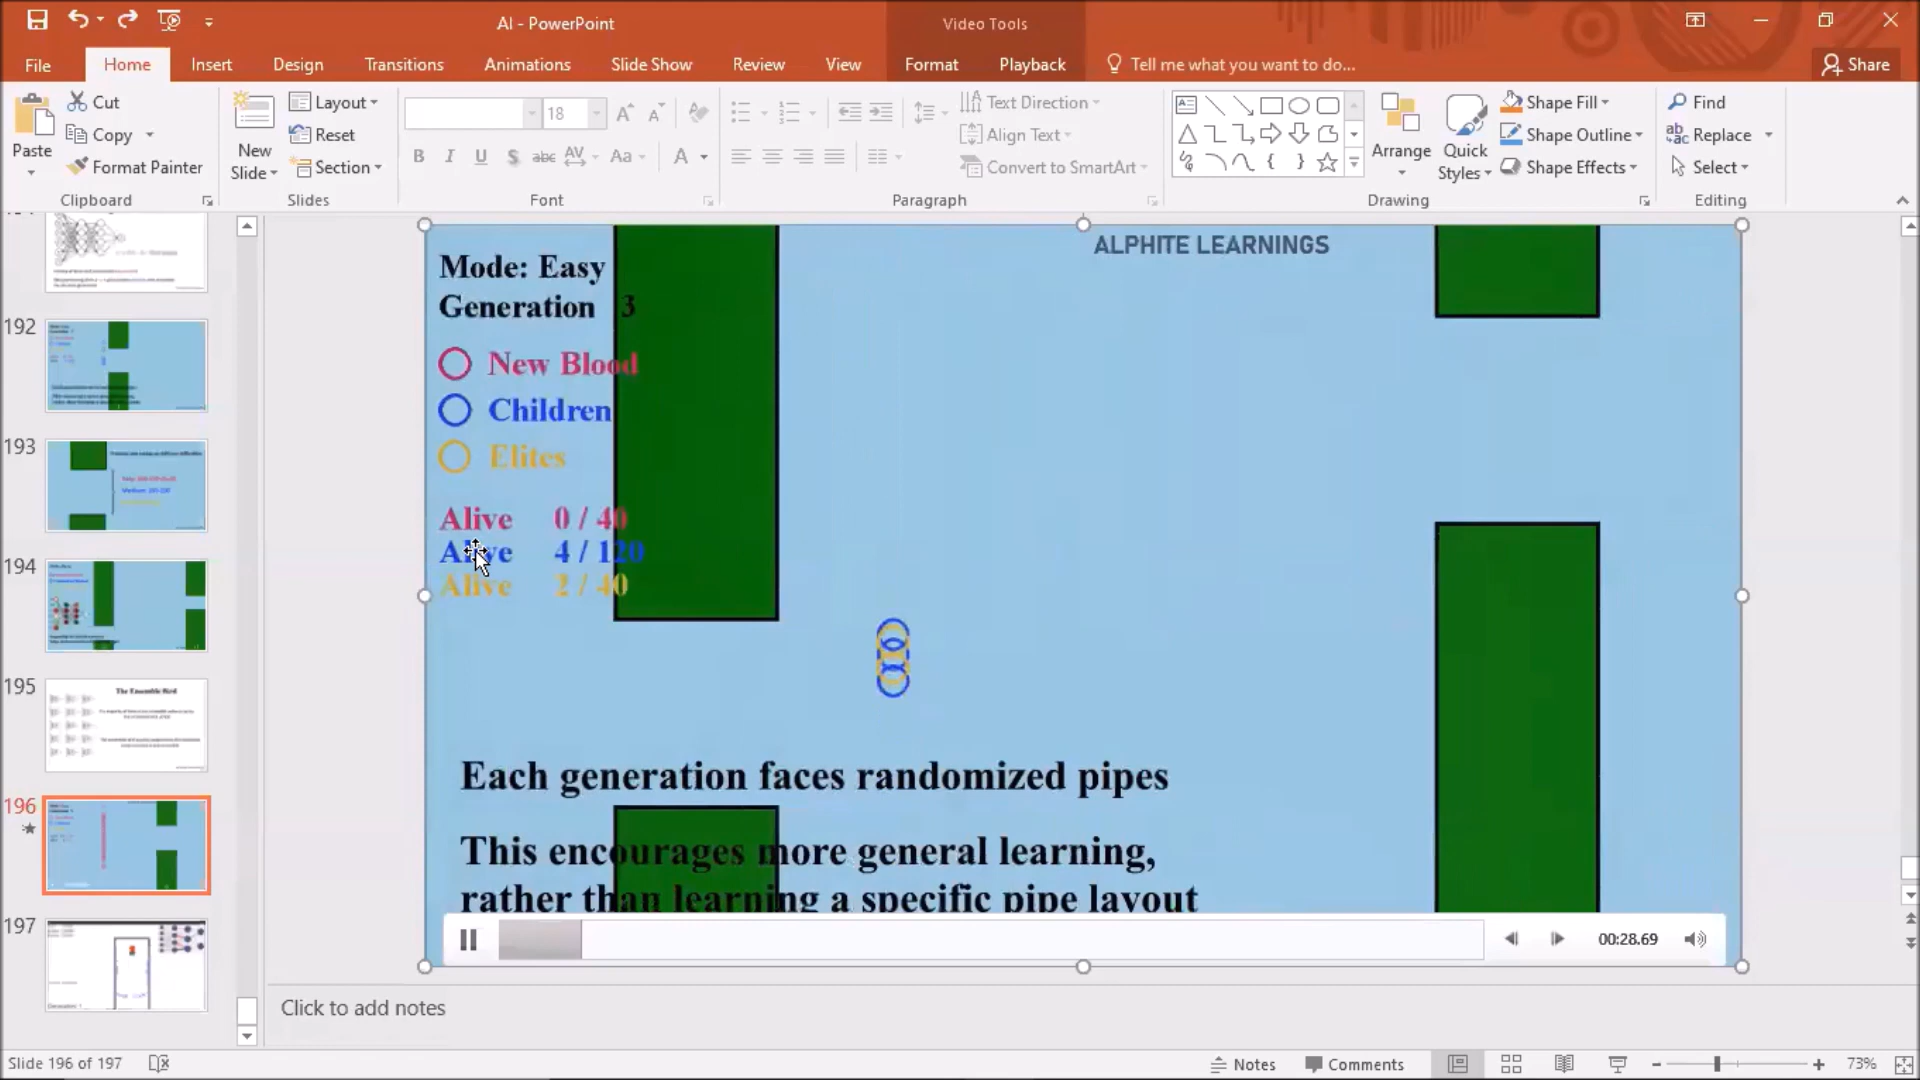 AI - PowerPoint
Video Tools
File Home Insert Design Transitions Animations Slide Show Review View Format Playback Tell me what you want to do... Share
Paste
Cut
Copy
Format Painter
New Slide
Layout
Reset
Section
18
B I U S abc AV Aa A
Text Direction
Align Text
Convert to SmartArt
Arrange
Quick Styles
Shape Fill
Shape Outline
Shape Effects
Find
Replace
Select
Clipboard Slides Font Paragraph Drawing Editing
192
193
194
195
The Ensemble Bird
196
197
ALPHITE LEARNINGS
Mode: Easy
Generation 3
New Blood
Children
Elites
Alive 0 / 40
Alive 4 / 120
Alive 2 / 40
Each generation faces randomized pipes
This encourages more general learning,
rather than learning a specific pipe layout
00:28.69
Click to add notes
Slide 196 of 197
Notes Comments 73%